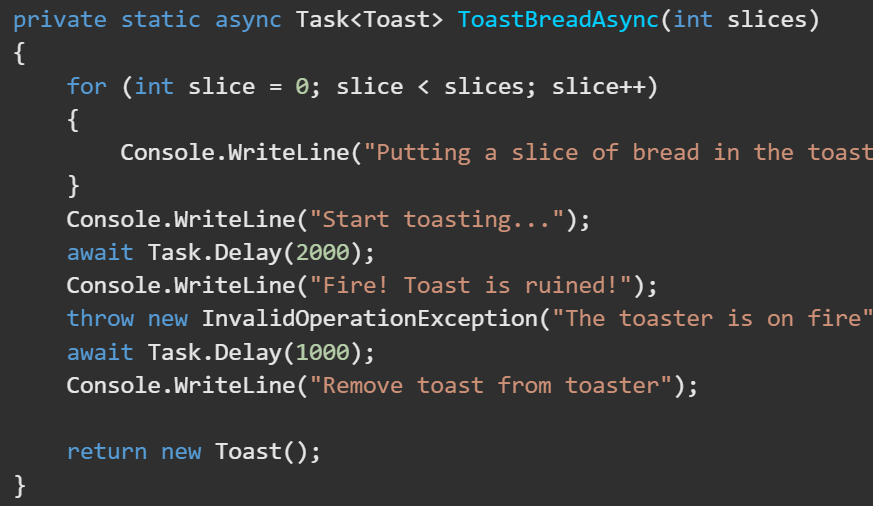 private static async Task<Toast> ToastBreadAsync(int slices)
{
    for (int slice = 0; slice < slices; slice++)
    {
        Console.WriteLine("Putting a slice of bread in the toast
    }
    Console.WriteLine("Start toasting...");
    await Task.Delay(2000);
    Console.WriteLine("Fire! Toast is ruined!");
    throw new InvalidOperationException("The toaster is on fire"
    await Task.Delay(1000);
    Console.WriteLine("Remove toast from toaster");

    return new Toast();
}